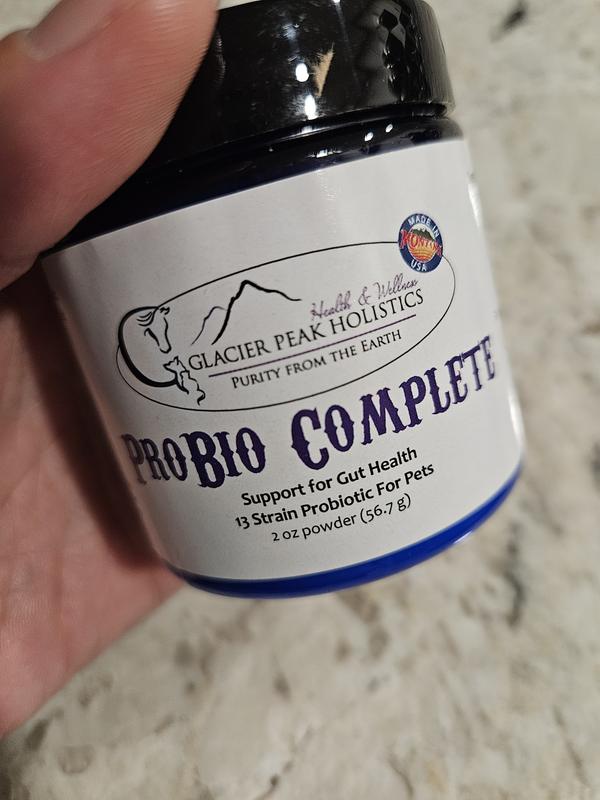 MADE IN
MONTANA
USA
Health & Wellness
GLACIER PEAK HOLISTICS
PURITY FROM THE EARTH
PROBIO COMPLETE
Support for Gut Health
13 Strain Probiotic For Pets
2 oz powder (56.7 g)